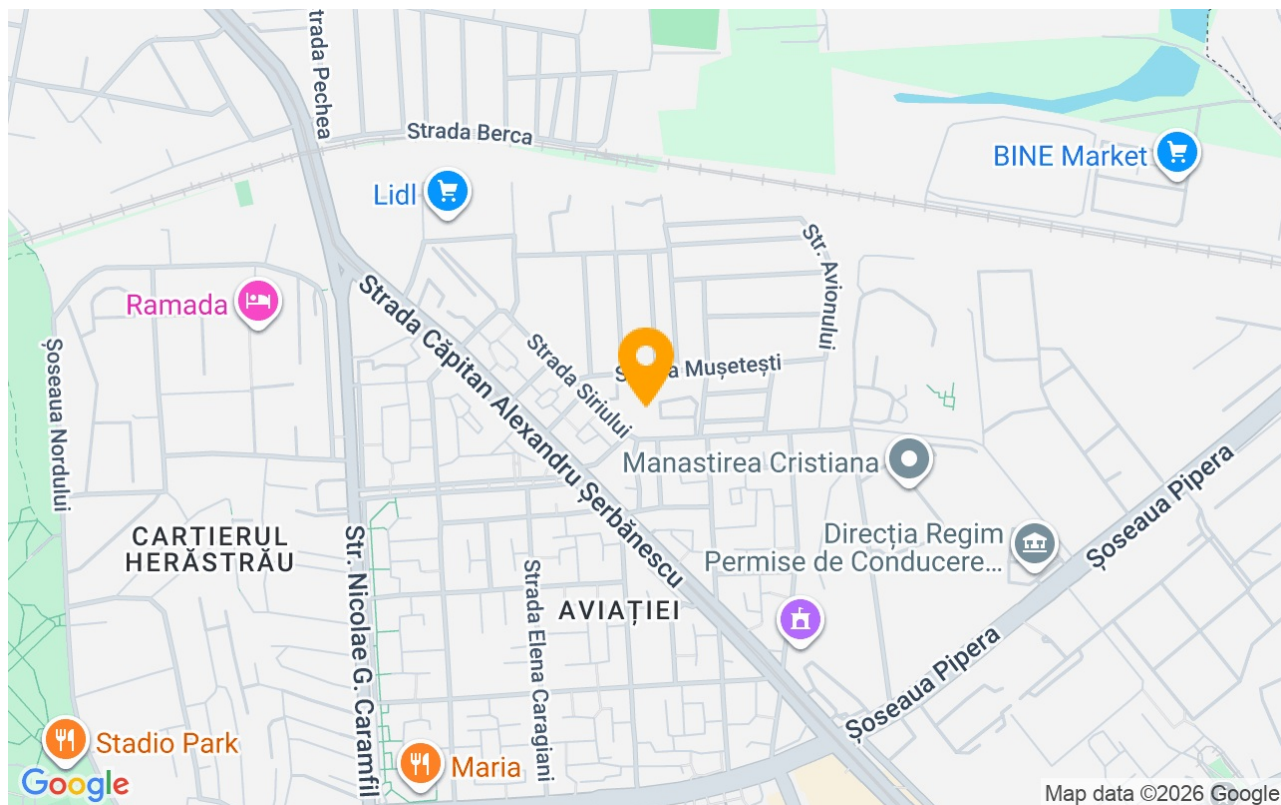 trada Pechea
Strada Berca
BINE Market
Lidl
Str. Avionului
Ramada
Strada Căpitan Alexandru Șerbănescu
Strada Siriului
Mușetești
Șoseaua Nordului
Manastirea Cristiana
Șoseaua Pipera
CARTIERUL
HERĂSTRĂU
Str. Nicolae G. Caramfil
Direcția Regim
Permise de Conducere…
Strada Elena Caragiani
AVIAȚIEI
Șoseaua Pipera
Stadio Park
Maria
Google
Map data ©2026 Google